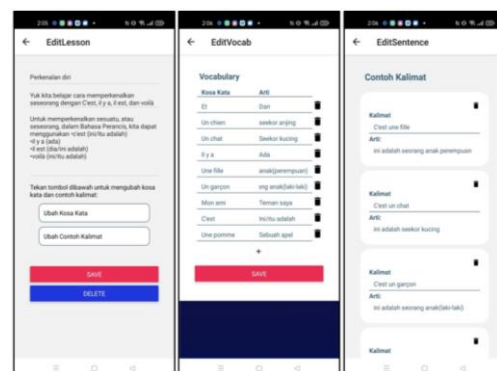 EditLesson
Perkenalan diri
Yuk kita belajar cara memperkenalkan
seseorang dengan C'est, il y a, il est, dan voilà
Untuk memperkenalkan sesuatu, atau
seseorang, dalam Bahasa Perancis, kita dapat
menggunakan •c'est (ini/itu adalah)
•il y a (ada)
•il est (dia/ini adalah)
•voilà (ini/itu adalah)
Tekan tombol dibawah untuk mengubah kosa
kata dan contoh kalimat:
Ubah Kosa Kata
Ubah Contoh Kalimat
SAVE
DELETE
EditVocab
Vocabulary
Kosa Kata Arti
Et Dan
Un chien seekor anjing
Un chat Seekor kucing
Il y a Ada
Une fille anak(perempuan)
Un garçon ng anak(laki-laki)
Mon ami Teman saya
C'est Ini/itu adalah
Une pomme Sebuah apel
+
SAVE
EditSentence
Contoh Kalimat
Kalimat
C'est une fille
Arti:
ini adalah seorang anak perempuan
Kalimat
C'est un chat
Arti:
ini adalah seekor kucing
Kalimat
C'est un garçon
Arti:
ini adalah seorang anak(laki-laki)
Kalimat